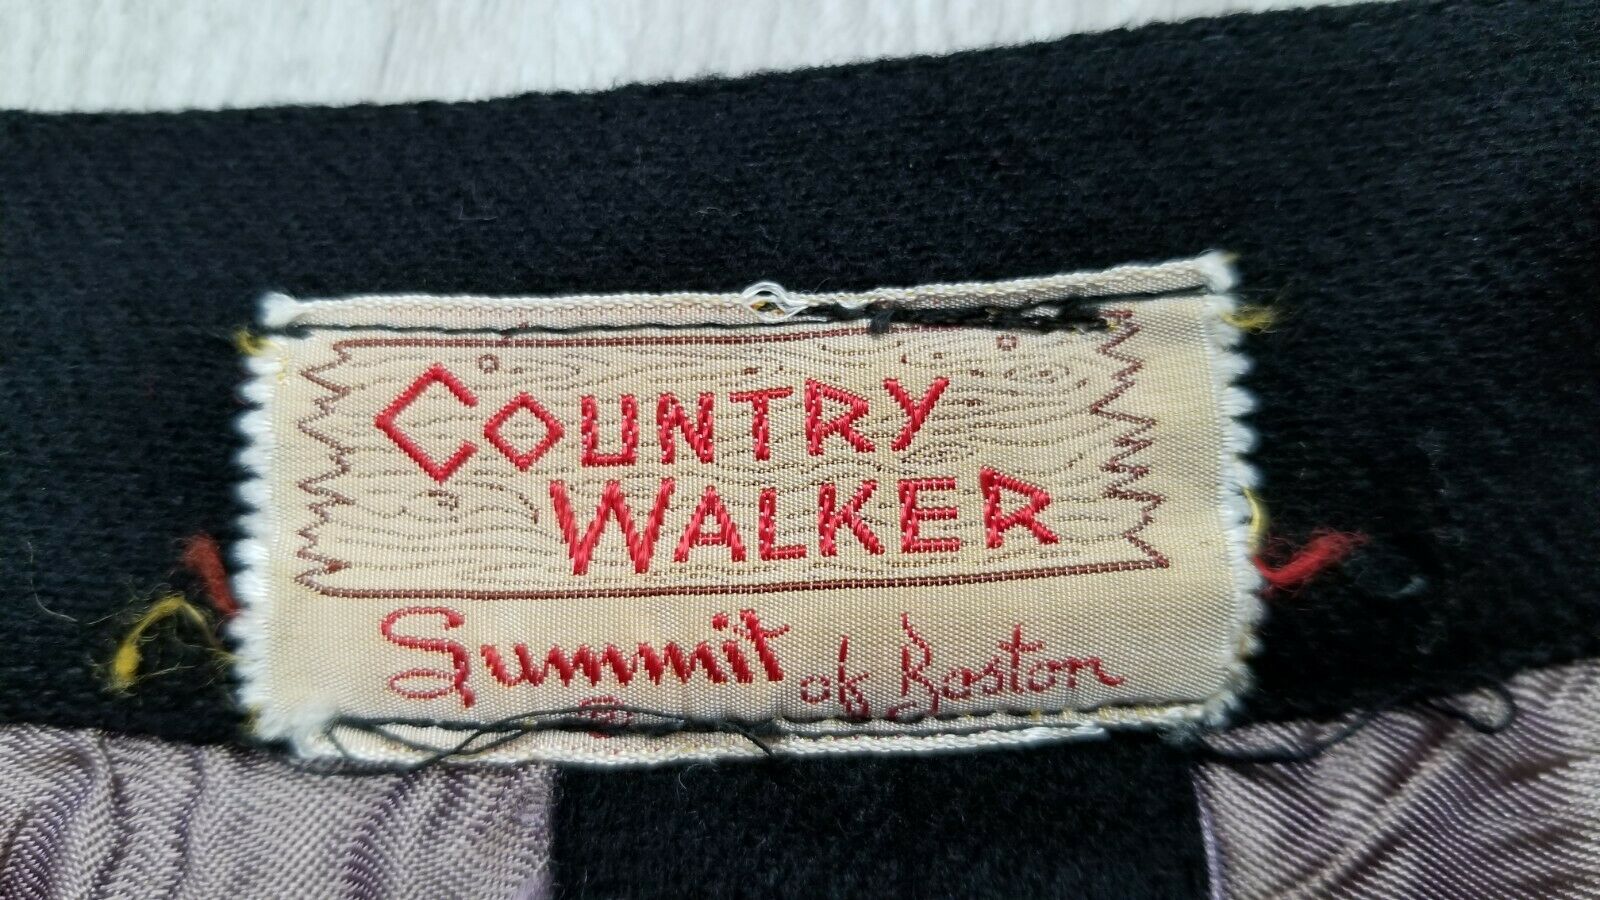 COUNTRY
WALKER
Summit of Boston